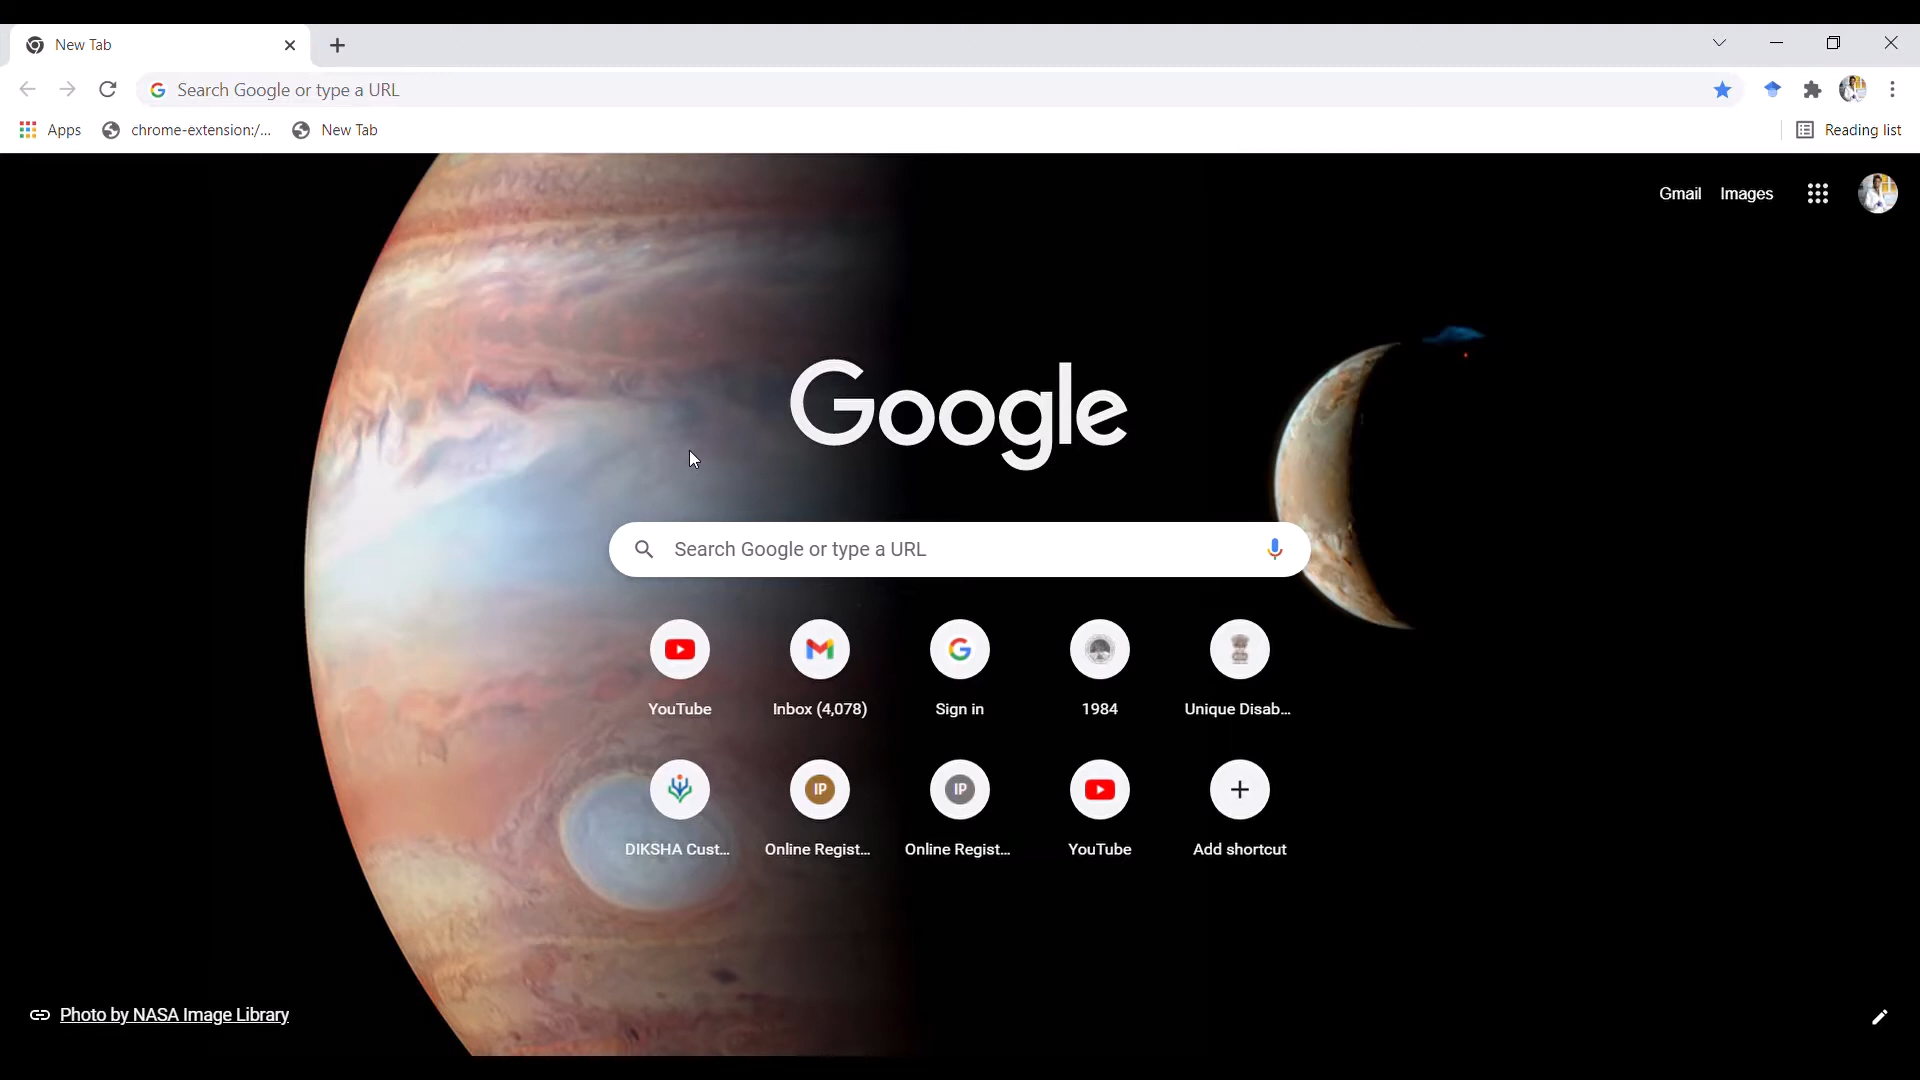 New Tab
Search Google or type a URL
Apps
chrome-extension:/...
New Tab
Reading list
Gmail
Images
Google
Search Google or type a URL
YouTube
Inbox (4,078)
Sign in
1984
Unique Disab...
IP
IP
DIKSHA Cust...
Online Regist...
Online Regist...
YouTube
Add shortcut
Photo by NASA Image Library